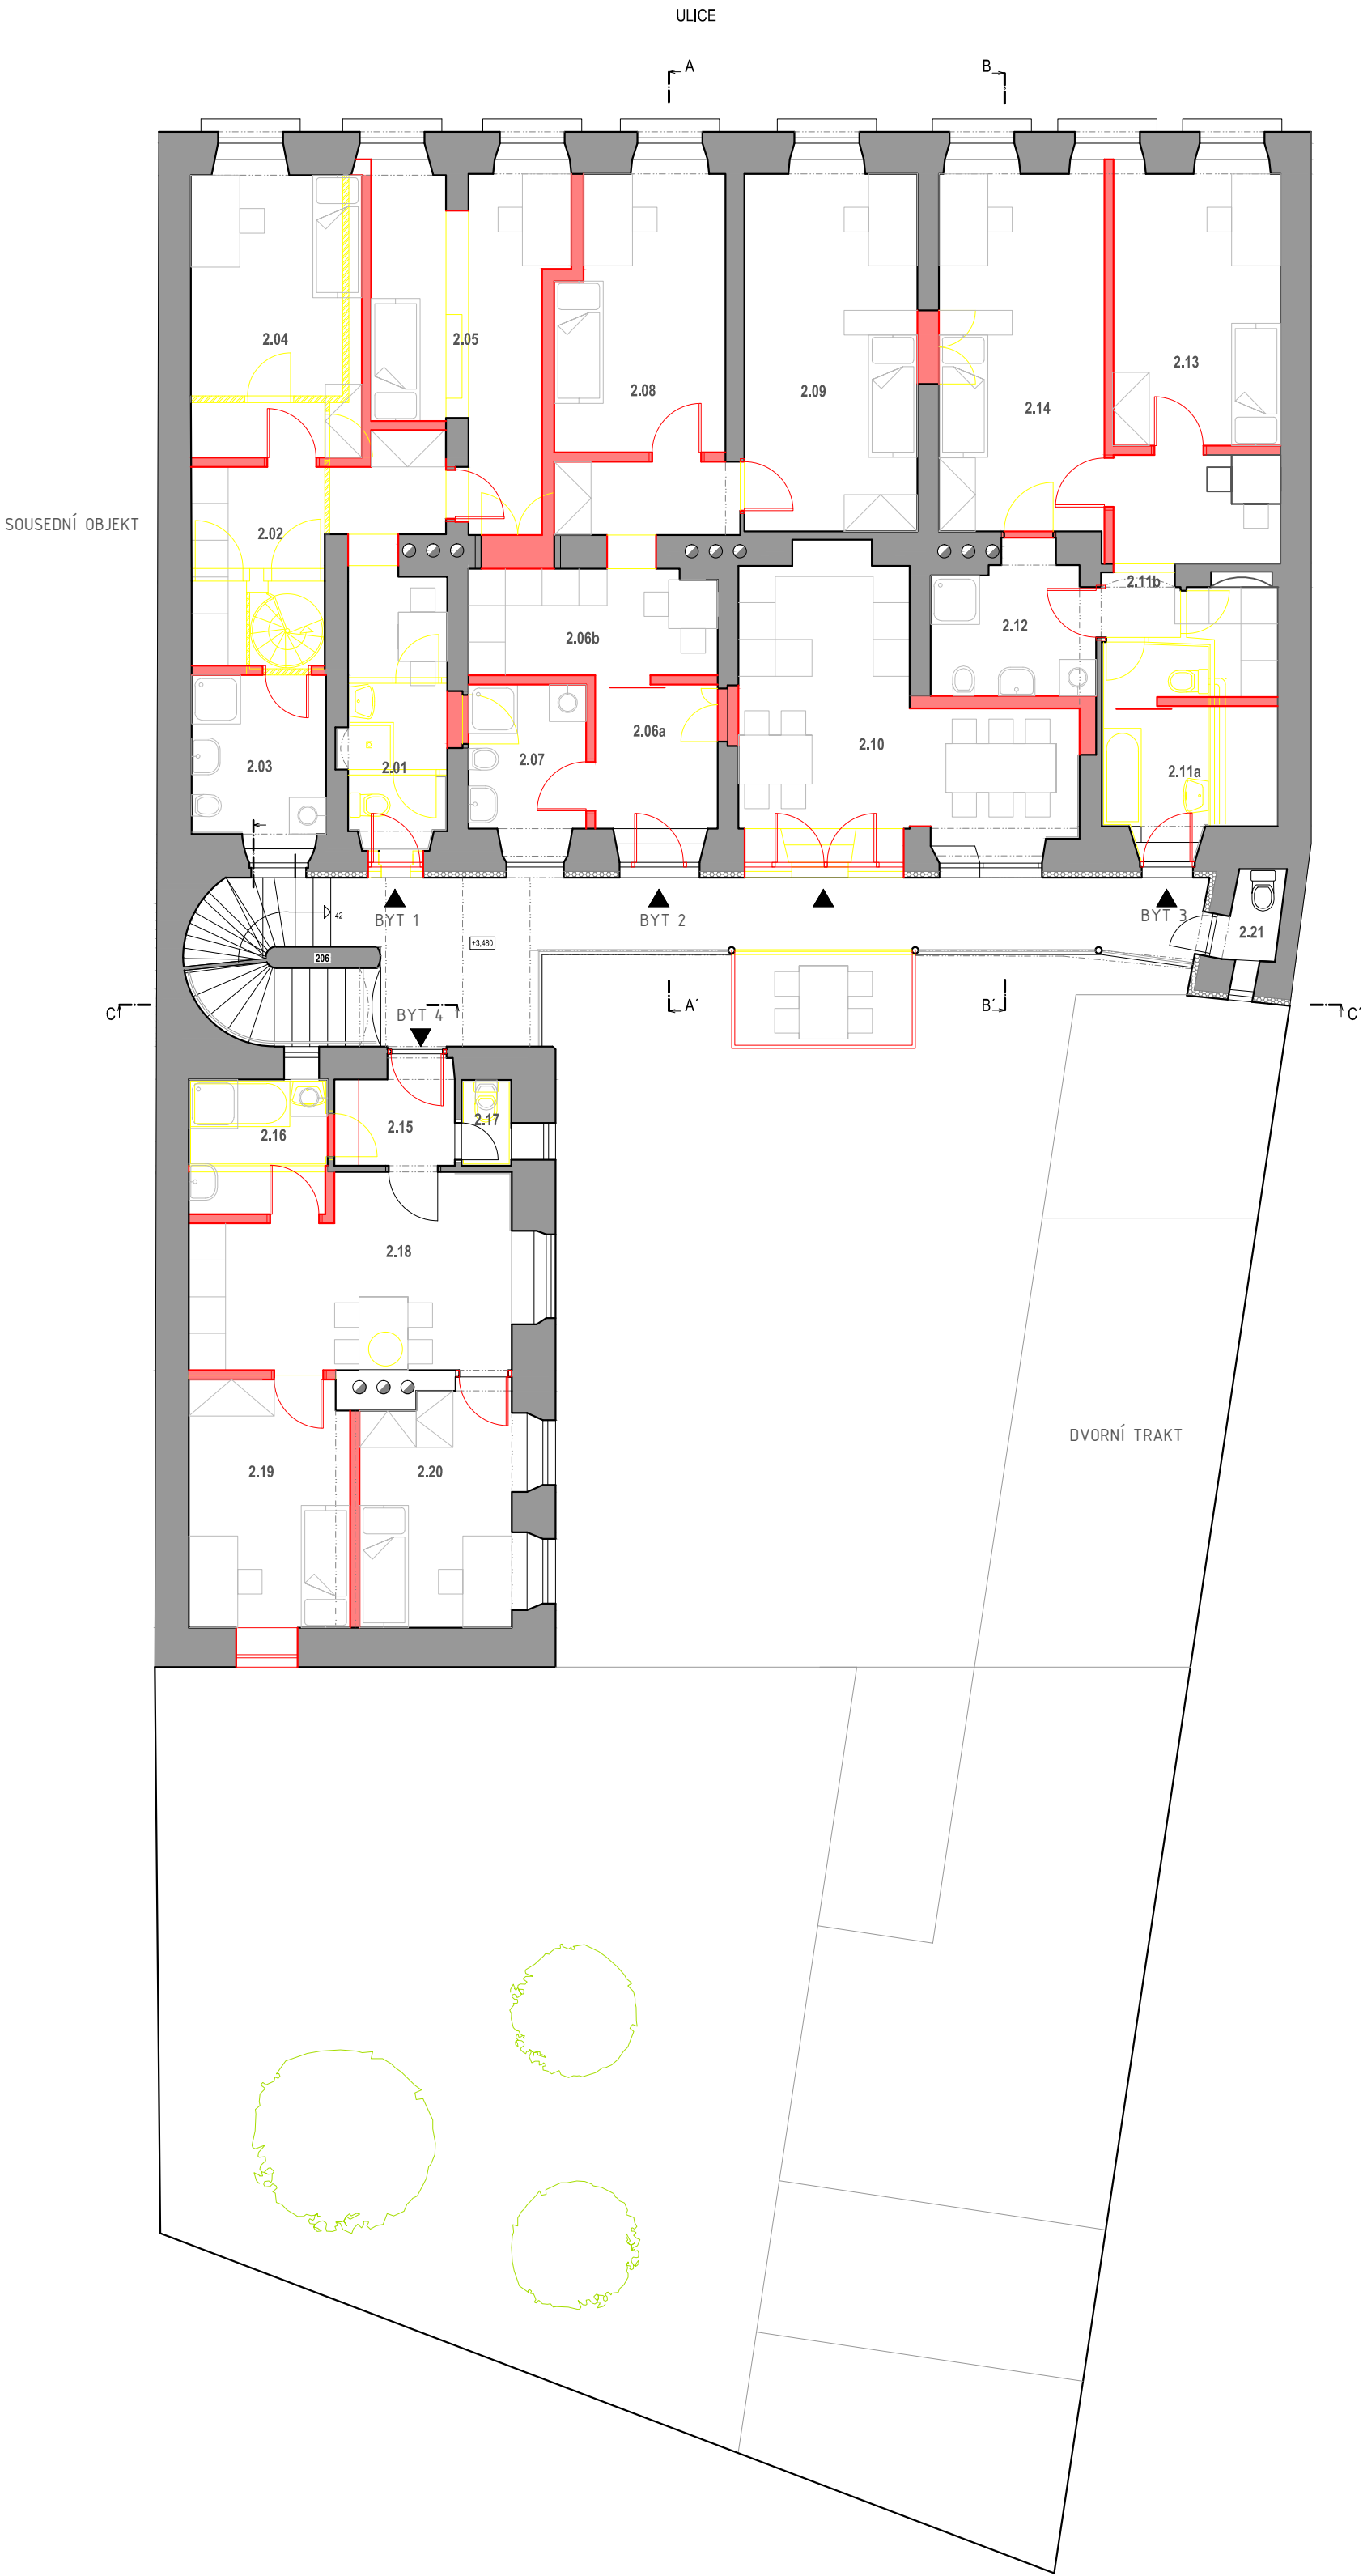 ULICE
A
B
2.04
2.05
2.08
2.09
2.13
2.14
SOUSEDNÍ OBJEKT
2.02
2.11b
2.12
2.06b
2.06a
2.10
2.03
2.01
2.07
2.11a
42
BYT 1
BYT 2
BYT 3
2.21
+3,480
206
C
BYT 4
A´
B´
C´
2.17
2.15
2.16
2.18
DVORNÍ TRAKT
2.19
2.20